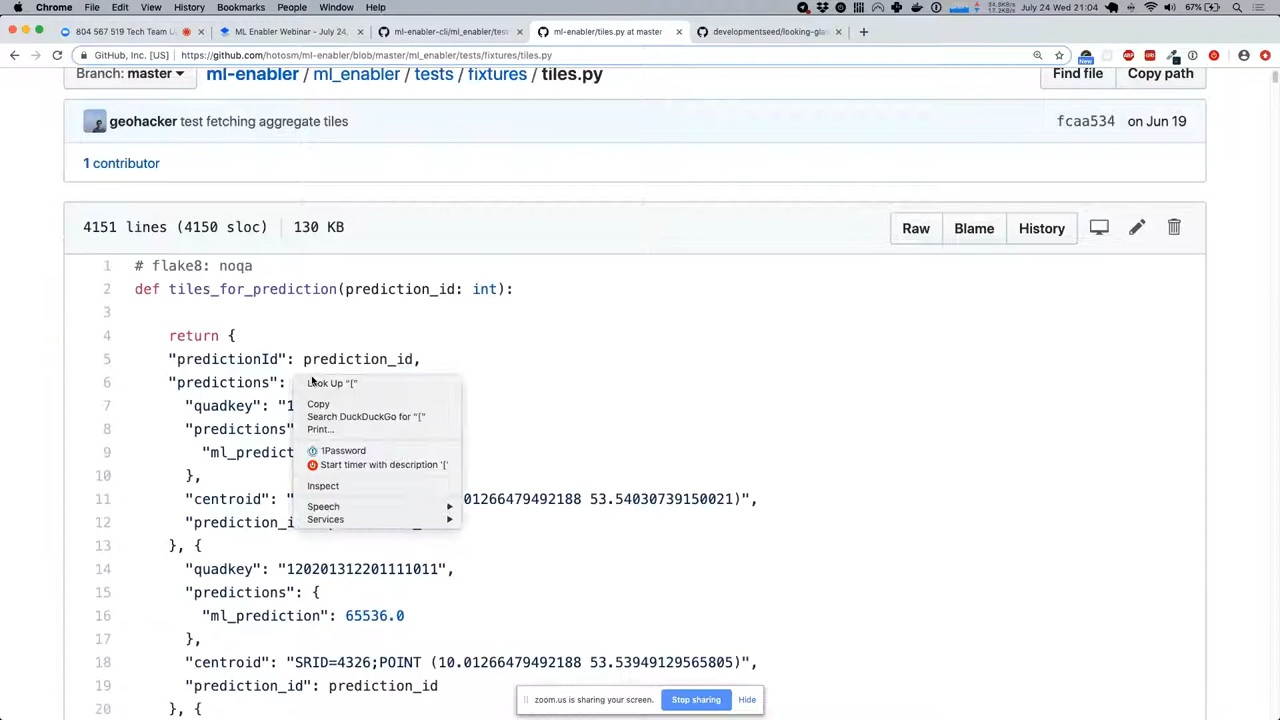 Chrome File Edit View History Bookmarks People Window Help 34.8KB/s 17.2KB/s 67% July 24 Wed 21:04
804 567 519 Tech Team ML Enabler Webinar - July 24, ml-enabler-cli/ml_enabler/test ml-enabler/tiles.py at master developmentseed/looking-gla
GitHub, Inc. [US] https://github.com/hotosm/ml-enabler/blob/master/ml_enabler/tests/fixtures/tiles.py New ABP
Branch: master ml-enabler / ml_enabler / tests / fixtures / tiles.py Find file Copy path
geohacker test fetching aggregate tiles fcaa534 on Jun 19
1 contributor
4151 lines (4150 sloc) 130 KB Raw Blame History
1 # flake8: noqa
2 def tiles_for_prediction(prediction_id: int):
3
4 return {
5 "predictionId": prediction_id,
6 "predictions":
Look Up "["
7 "quadkey": "1
Copy
Search DuckDuckGo for "["
8 "predictions"
Print...
9 "ml_predict
1Password
Start timer with description '['
10 },
Inspect
11 "centroid": " 01266479492188 53.54030739150021)",
Speech
12 "prediction_i
Services
13 }, {
14 "quadkey": "120201312201111011",
15 "predictions": {
16 "ml_prediction": 65536.0
17 },
18 "centroid": "SRID=4326;POINT (10.01266479492188 53.53949129565805)",
19 "prediction_id": prediction_id
20 }, {
zoom.us is sharing your screen. Stop sharing Hide